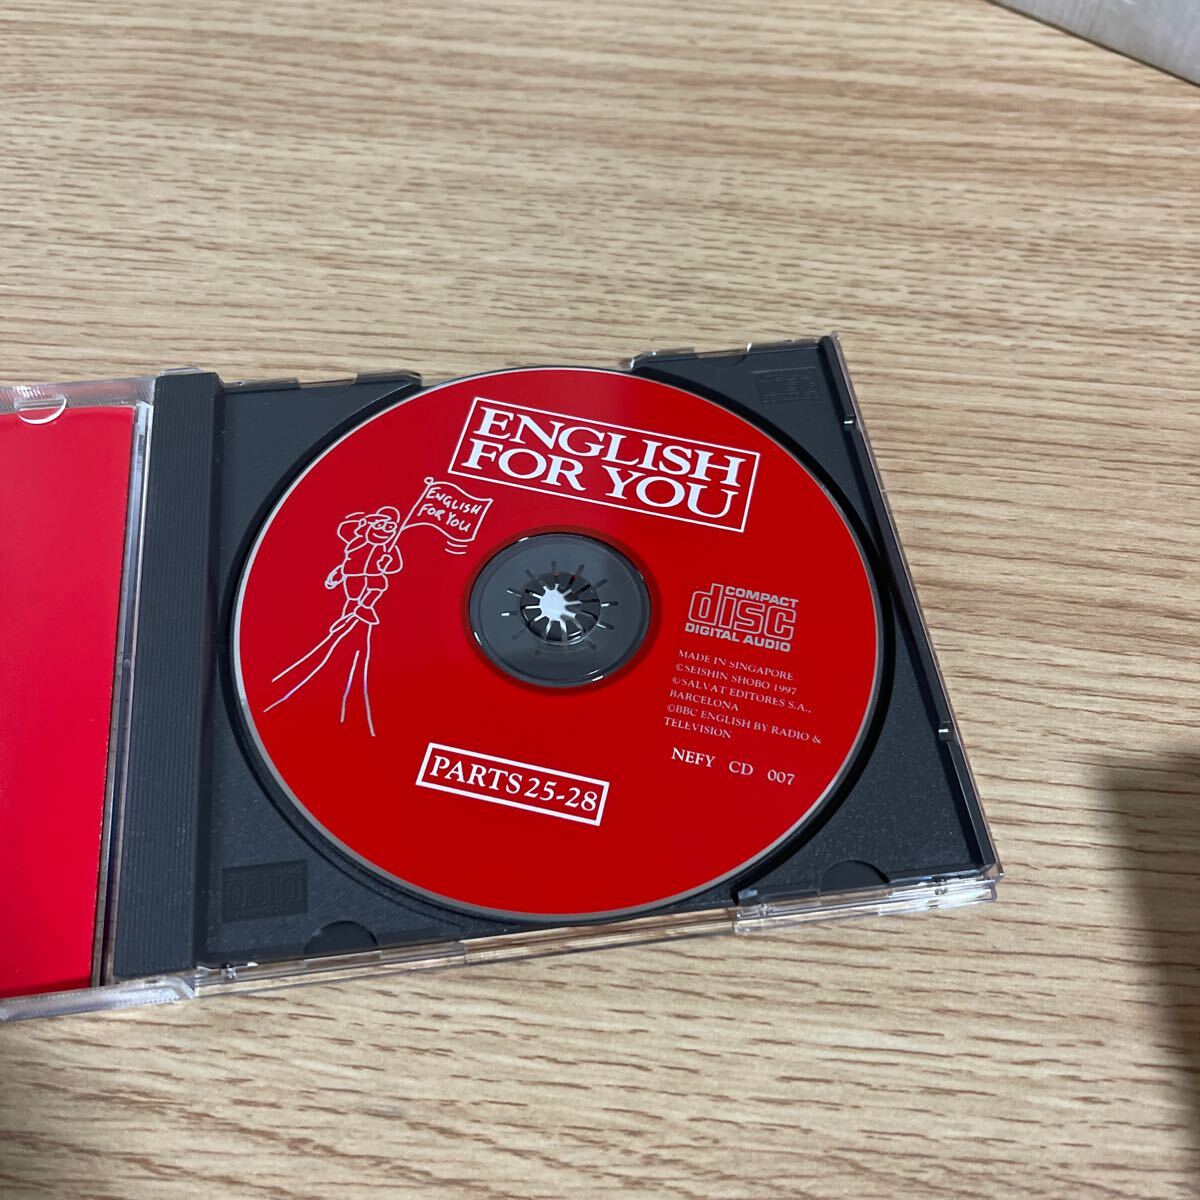 ENGLISH
FOR YOU
ENGLISH
FOR YOU
COMPACT
disc
DIGITAL AUDIO
MADE IN SINGAPORE
©SEISHIN SHOBO 1997
©SALVAT EDITORES S.A.,
BARCELONA
©BBC ENGLISH BY RADIO &
TELEVISION
NEFY CD 007
PARTS 25-28